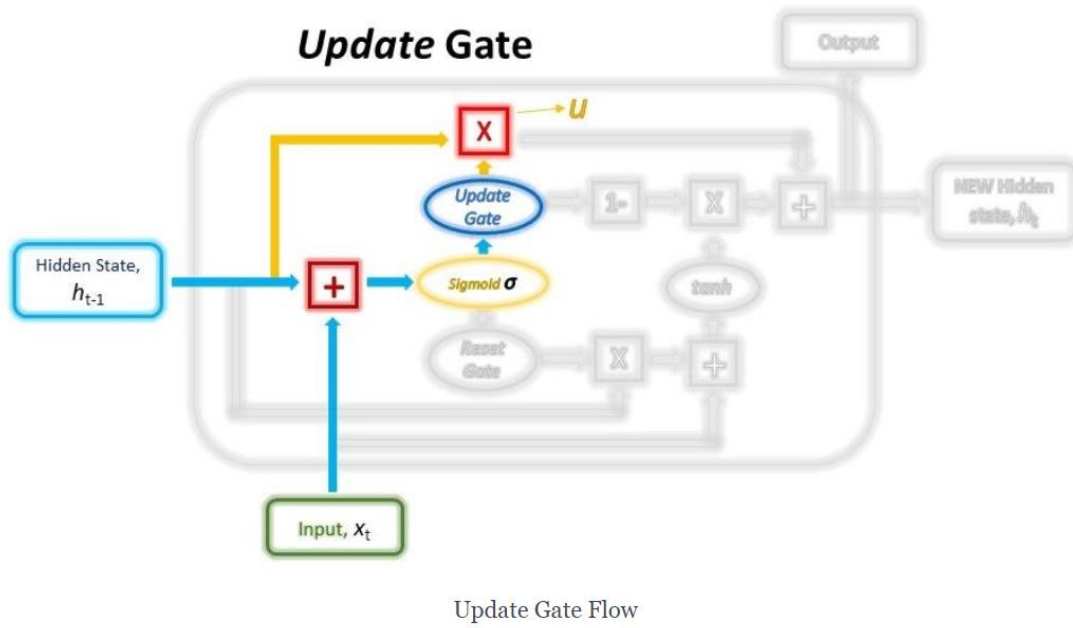 Update Gate
Output
u
X
Update
Gate
1-
X
+
NEW Hidden
state, hₜ
Hidden State,
hₜ₋₁
+
Sigmoid σ
tanh
Reset
Gate
X
+
Input, xₜ
Update Gate Flow